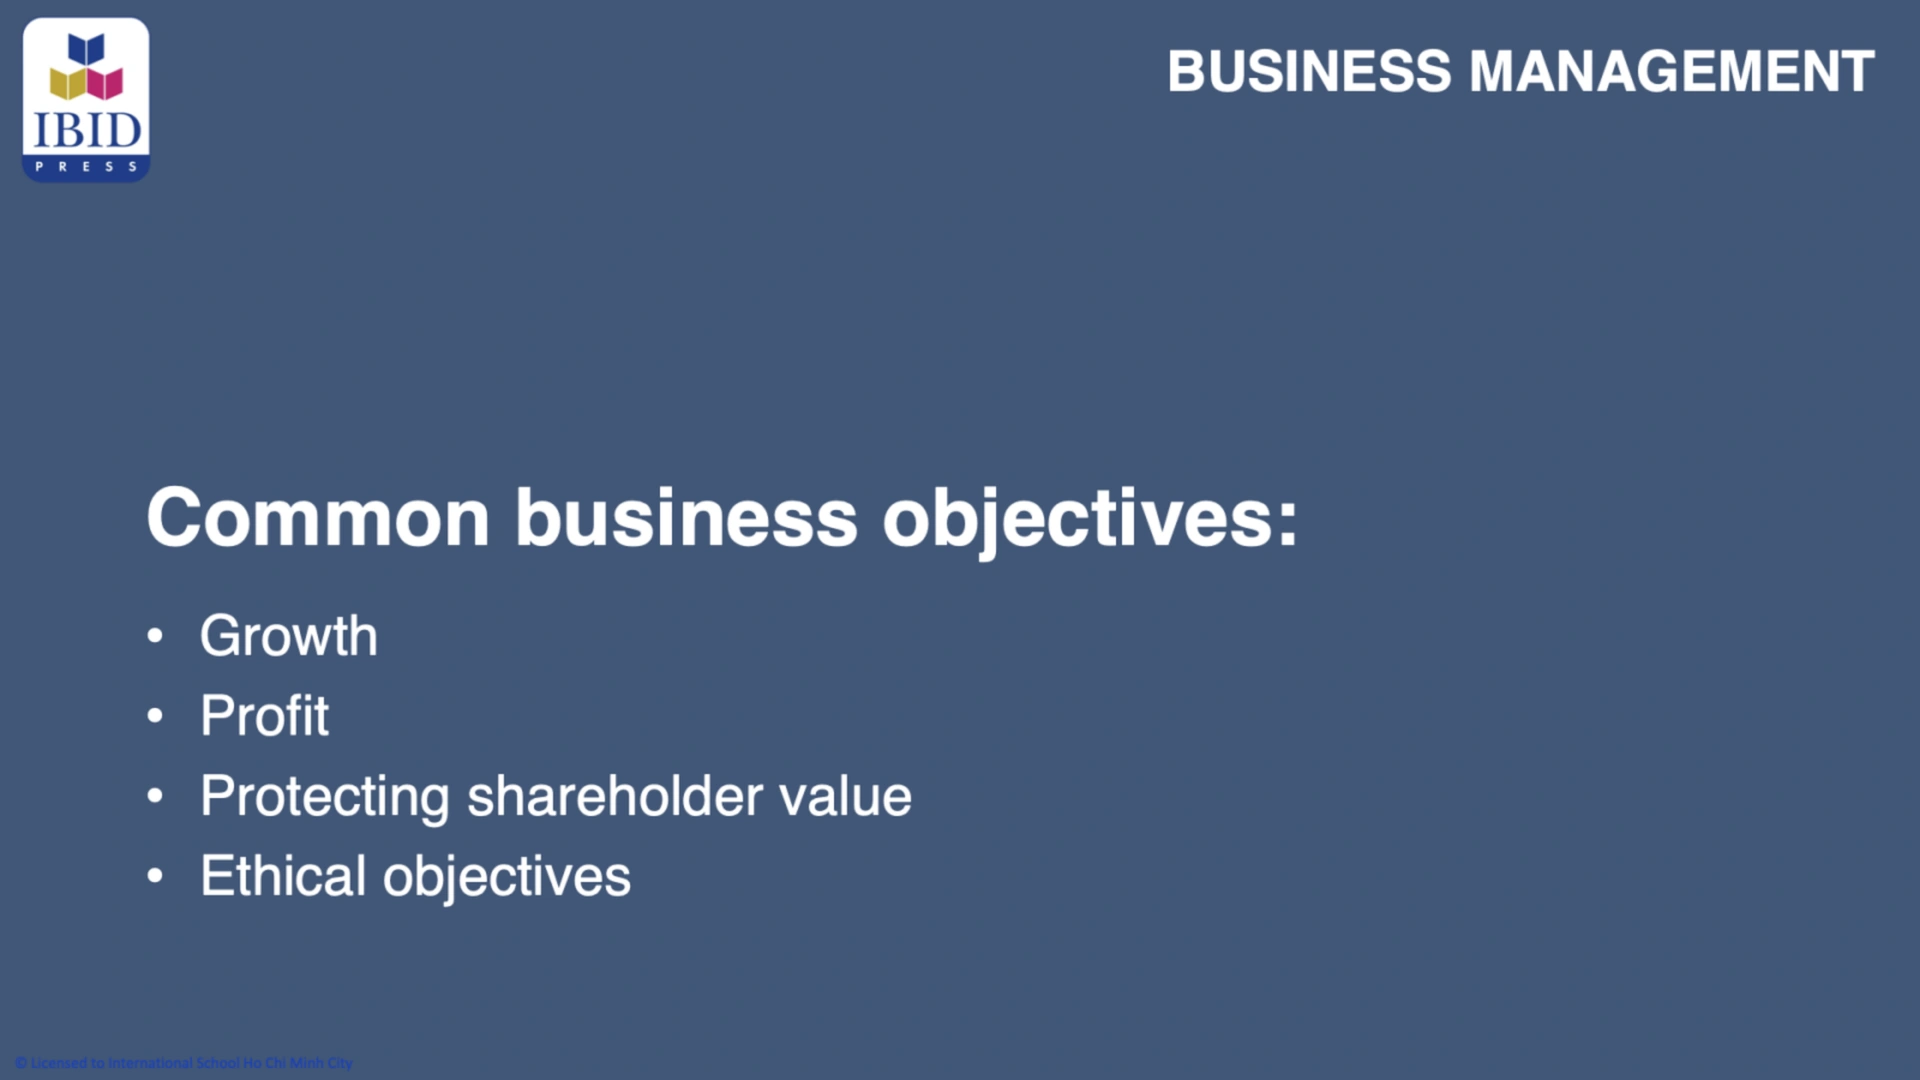 IBID
PRESS
BUSINESS MANAGEMENT
Common business objectives:
• Growth
• Profit
• Protecting shareholder value
• Ethical objectives
© Licensed to International School Ho Chi Minh City